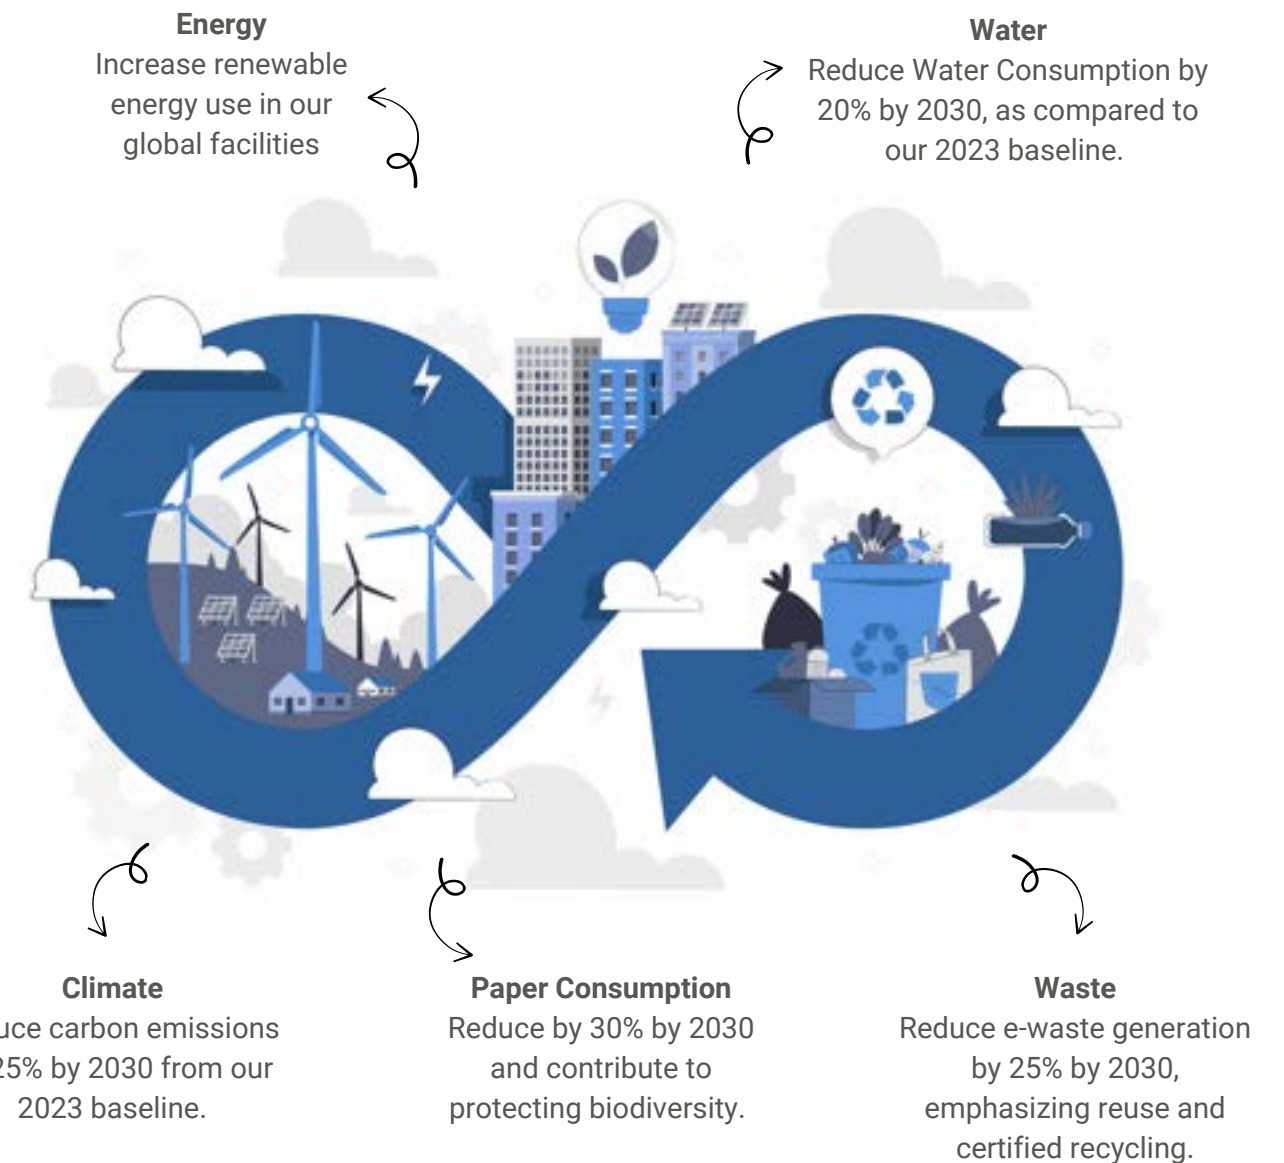 Energy
Increase renewable
energy use in our
global facilities
Water
Reduce Water Consumption by
20% by 2030, as compared to
our 2023 baseline.
Climate
uce carbon emissions
25% by 2030 from our
2023 baseline.
Paper Consumption
Reduce by 30% by 2030
and contribute to
protecting biodiversity.
Waste
Reduce e-waste generation
by 25% by 2030,
emphasizing reuse and
certified recycling.